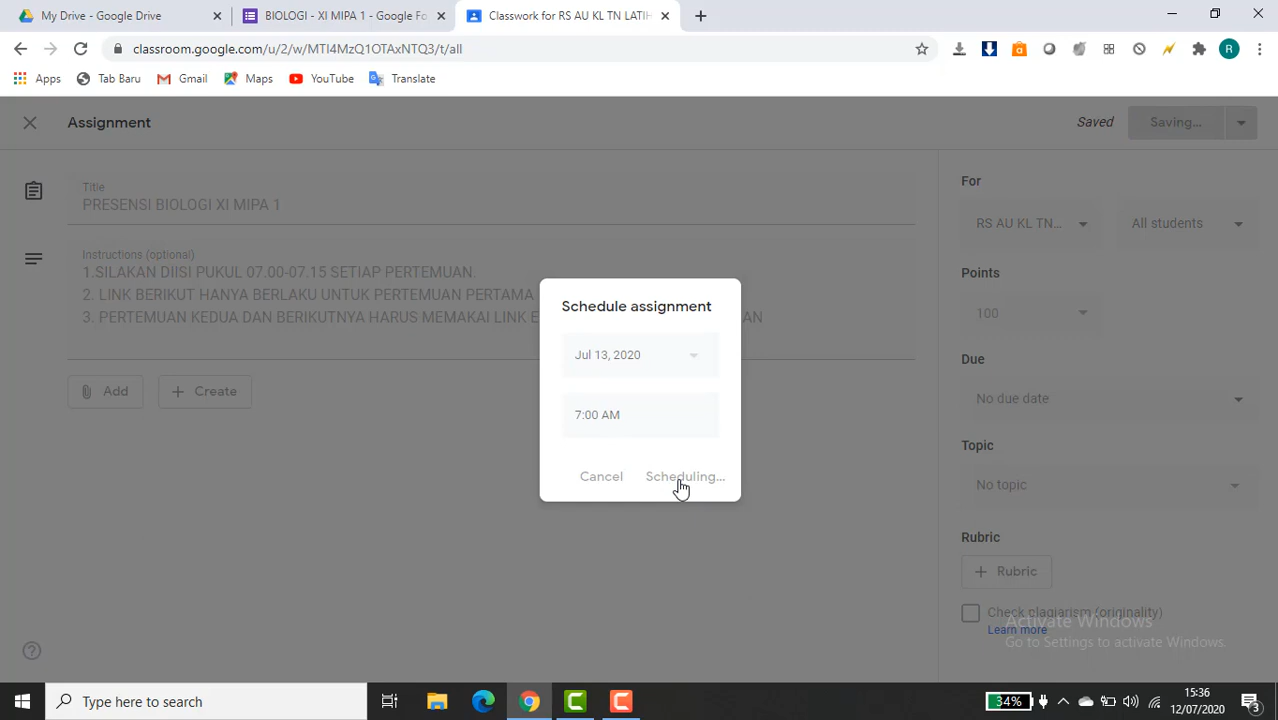 My Drive - Google Drive
BIOLOGI - XI MIPA 1 - Google Fo
Classwork for RS AU KL TN LATIH
classroom.google.com/u/2/w/MTI4MzQ1OTAxNTQ3/t/all
R
Apps
Tab Baru
Gmail
Maps
YouTube
Translate
Assignment
Saved
Saving...
Title
PRESENSI BIOLOGI XI MIPA 1
Instructions (optional)
1.SILAKAN DIISI PUKUL 07.00-07.15 SETIAP PERTEMUAN.
2. LINK BERIKUT HANYA BERLAKU UNTUK PERTEMUAN PERTAMA
3. PERTEMUAN KEDUA DAN BERIKUTNYA HARUS MEMAKAI LINK
Add
Create
Schedule assignment
Jul 13, 2020
7:00 AM
Cancel
Scheduling...
For
RS AU KL TN...
All students
Points
100
Due
No due date
Topic
No topic
Rubric
Rubric
Check plagiarism (originality)
Learn more
Activate Windows
Go to Settings to activate Windows.
Type here to search
34%
15:36
12/07/2020
3